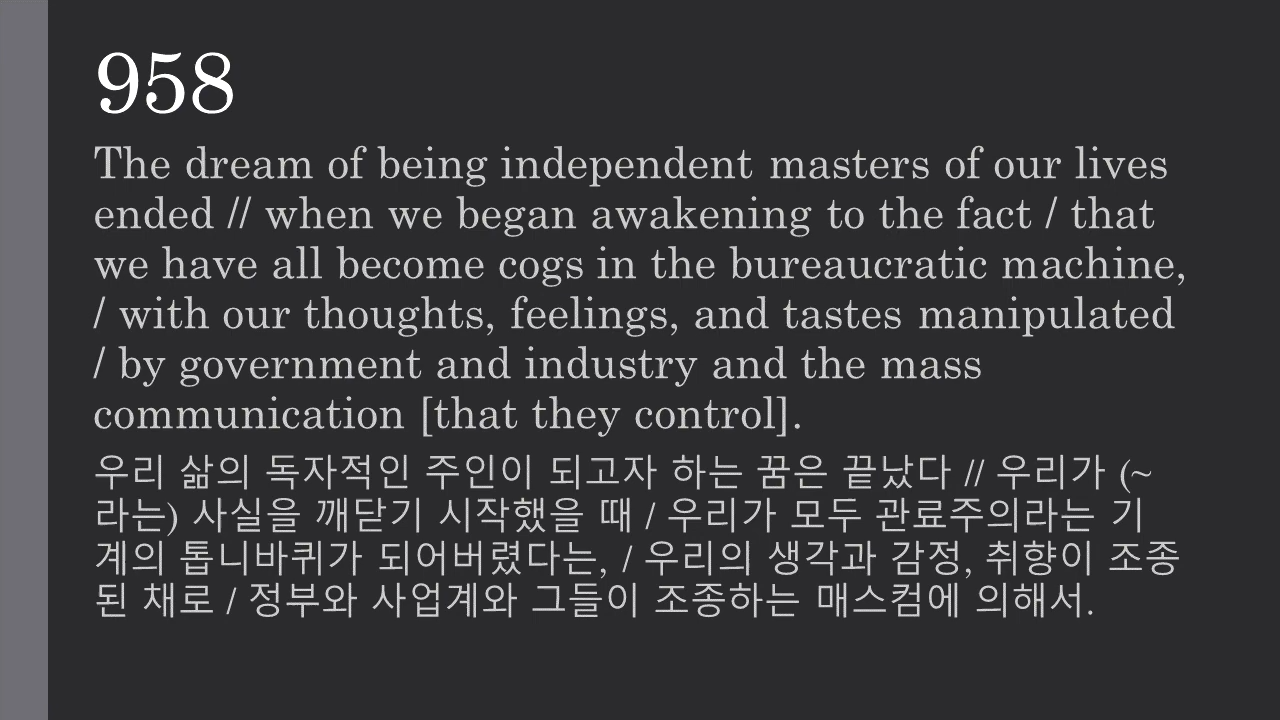 958
The dream of being independent masters of our lives
ended // when we began awakening to the fact / that
we have all become cogs in the bureaucratic machine,
/ with our thoughts, feelings, and tastes manipulated
/ by government and industry and the mass
communication [that they control].
우리 삶의 독자적인 주인이 되고자 하는 꿈은 끝났다 // 우리가 (~
라는) 사실을 깨닫기 시작했을 때 / 우리가 모두 관료주의라는 기
계의 톱니바퀴가 되어버렸다는, / 우리의 생각과 감정, 취향이 조종
된 채로 / 정부와 사업계와 그들이 조종하는 매스컴에 의해서.